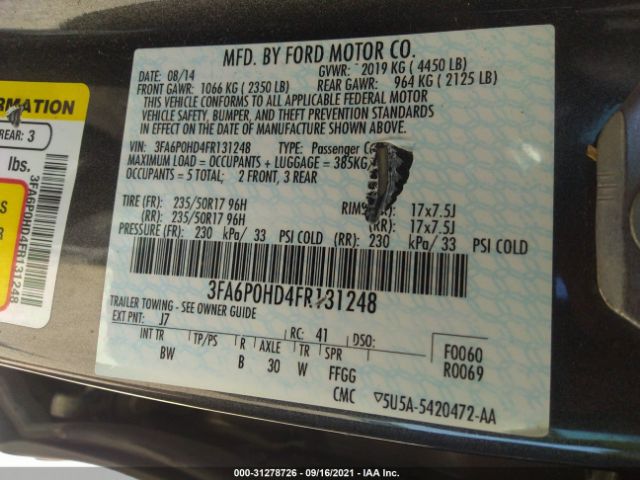 MFD. BY FORD MOTOR CO.
DATE: 08/14 GVWR: 2019 KG ( 4450 LB)
FRONT GAWR: 1066 KG ( 2350 LB) REAR GAWR: 964 KG ( 2125 LB)
THIS VEHICLE CONFORMS TO ALL APPLICABLE FEDERAL MOTOR
VEHICLE SAFETY, BUMPER, AND THEFT PREVENTION STANDARDS
IN EFFECT ON THE DATE OF MANUFACTURE SHOWN ABOVE.
VIN: 3FA6P0HD4FR131248 TYPE: Passenger
MAXIMUM LOAD = OCCUPANTS + LUGGAGE = 385KG
OCCUPANTS = 5 TOTAL; 2 FRONT, 3 REAR
TIRE (FF): 235/50R17 96H RIMS 17x7.5J
(RR): 235/50R17 96H (RR): 17x7.5J
PRESSURE (FF): 230 kPa/ 33 PSI COLD (RR): 230 kPa/ 33 PSI COLD
3FA6P0HD4FR131248
TRAILER TOWING - SEE OWNER GUIDE
EXT PNT: J7 RC: 41 DSO:
INT TR TP/PS R AXLE TR SPR F0060
BW B 30 W FFGG R0069
CMC ▽5U5A-5420472-AA
ORMATION
REAR: 3
lbs.
3FA6P0HD4FR131248
000-31278726 - 09/16/2021 - IAA Inc.